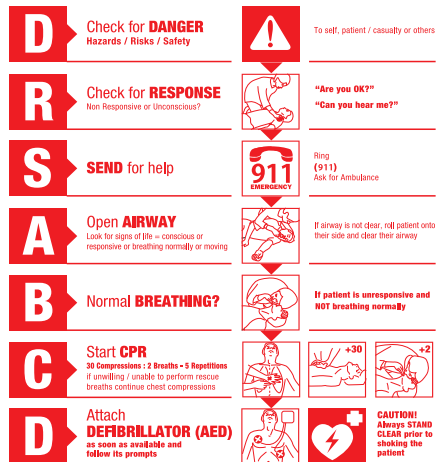 D
Check for DANGER
Hazards / Risks / Safety
To self, patient / casualty or others
R
Check for RESPONSE
Non Responsive or Unconscious?
"Are you OK?"
"Can you hear me?"
S
SEND for help
911
EMERGENCY
Ring
(911)
Ask for Ambulance
A
Open AIRWAY
Look for signs of life = conscious or
responsive or breathing normally or moving
If airway is not clear, roll patient onto
their side and clear their airway
B
Normal BREATHING?
If patient is unresponsive and
NOT breathing normally
C
Start CPR
30 Compressions : 2 Breaths = 5 Repetitions
if unwilling / unable to perform rescue
breaths continue chest compressions
+30
+2
D
Attach
DEFIBRILLATOR (AED)
as soon as available and
follow its prompts
CAUTION!
Always STAND
CLEAR prior to
shoking the
patient